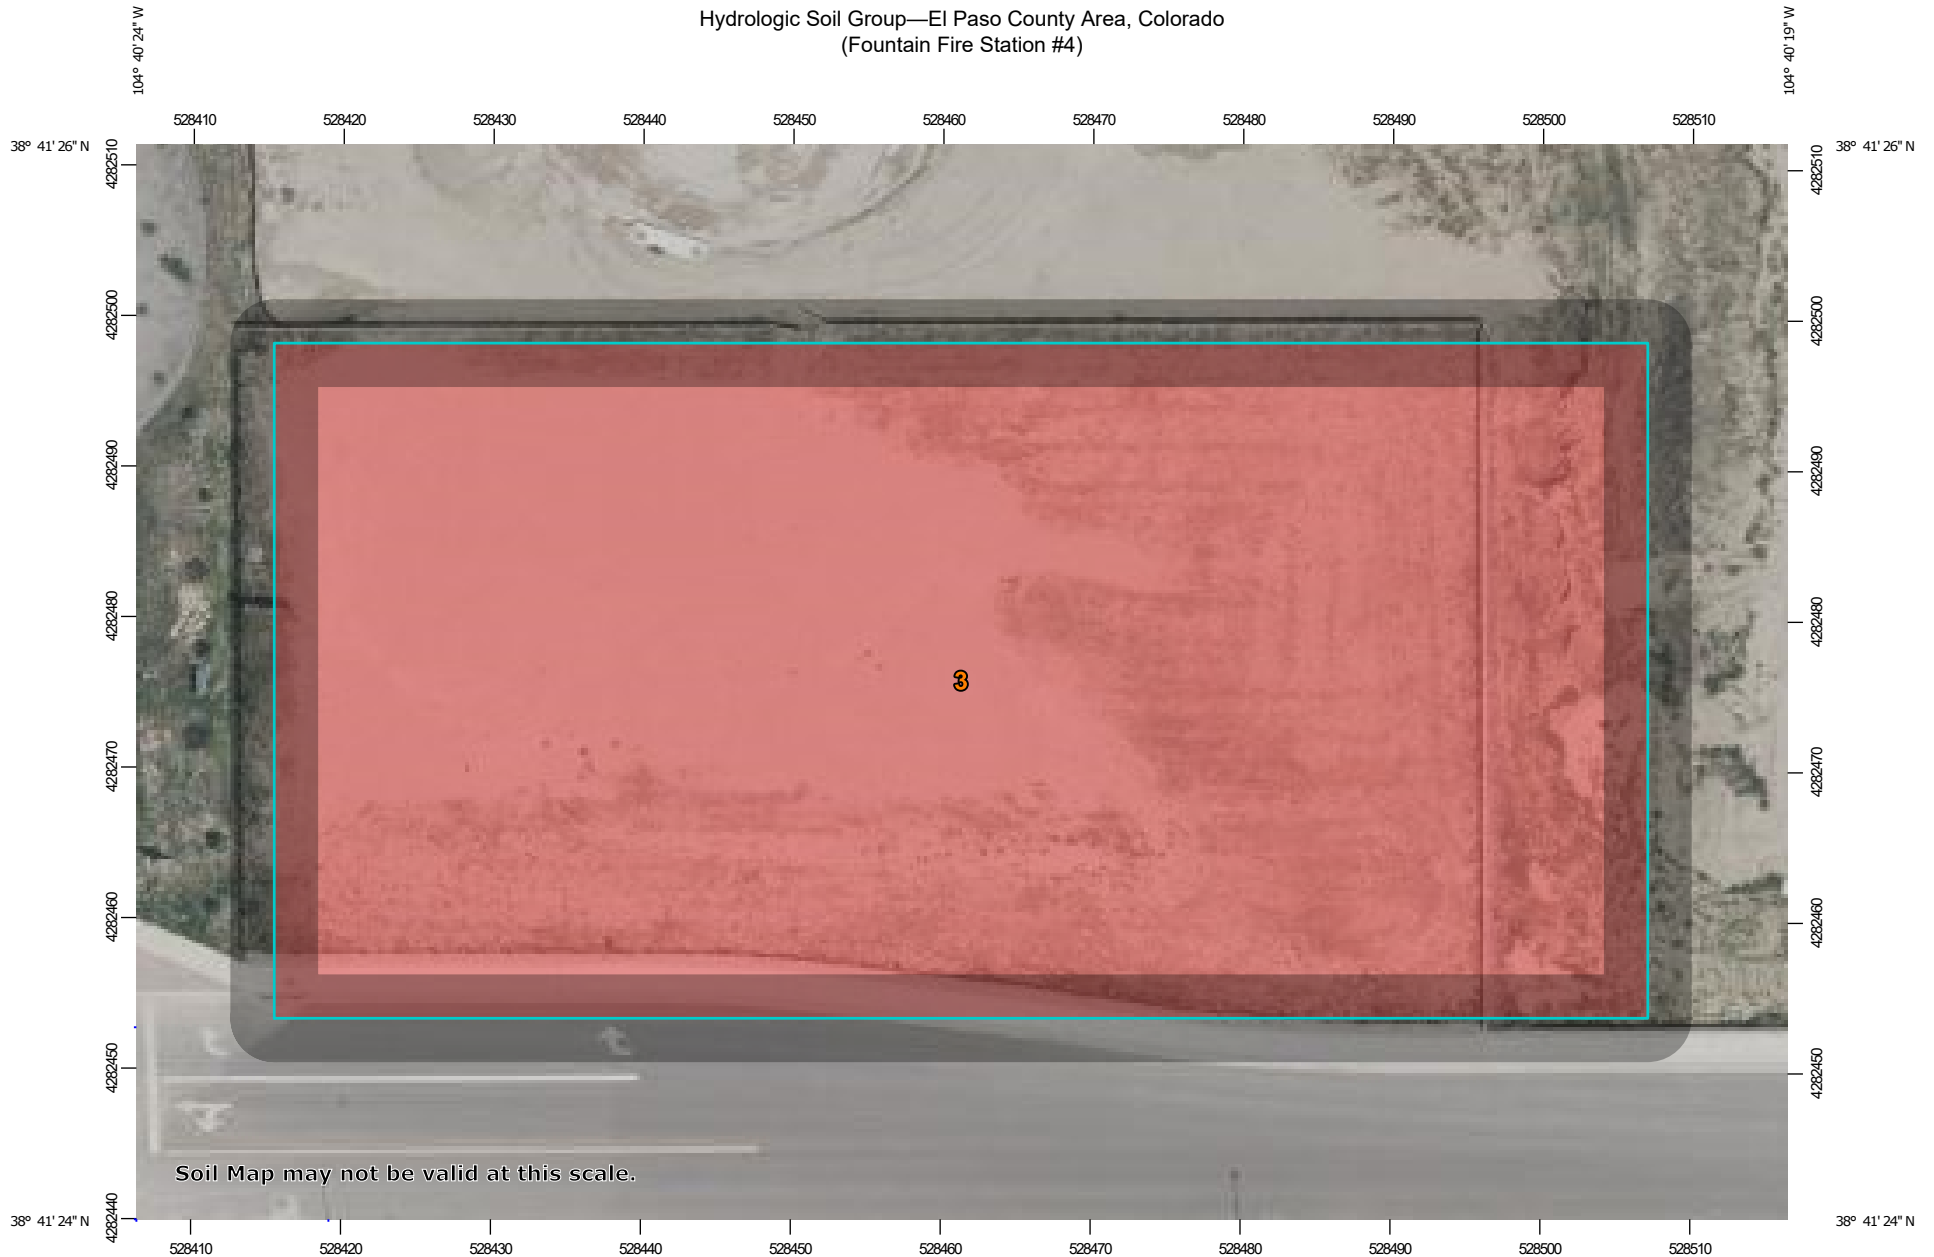 Hydrologic Soil Group—El Paso County Area, Colorado
(Fountain Fire Station #4)
104° 40' 24" W
104° 40' 19" W
528410 528420 528430 528440 528450 528460 528470 528480 528490 528500 528510
38° 41' 26" N
38° 41' 26" N
4282510 4282510
4282500 4282500
4282490 4282490
4282480 4282480
3
4282470 4282470
4282460 4282460
4282450 4282450
Soil Map may not be valid at this scale.
4282440
38° 41' 24" N
38° 41' 24" N
528410 528420 528430 528440 528450 528460 528470 528480 528490 528500 528510